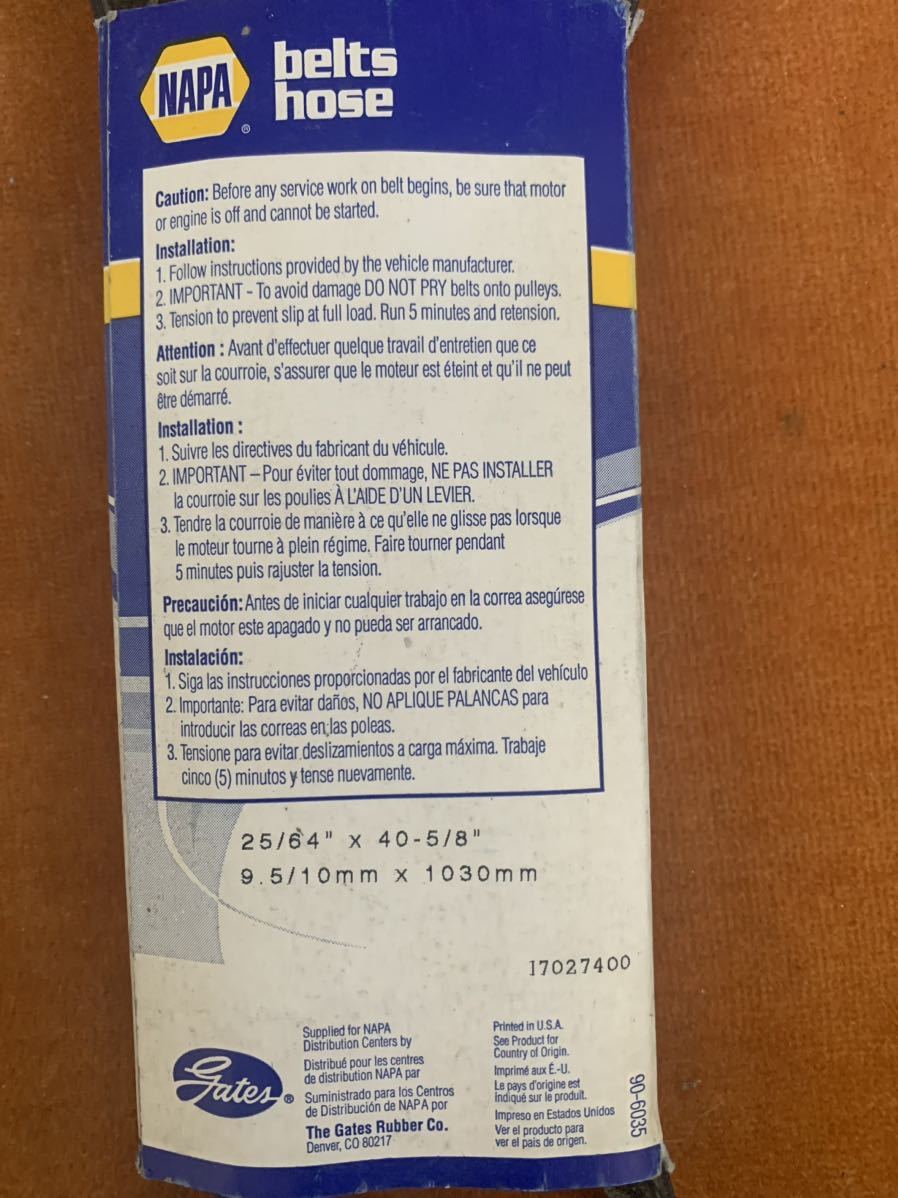 NAPA
®
belts
hose
Caution: Before any service work on belt begins, be sure that motor
or engine is off and cannot be started.
Installation:
1. Follow instructions provided by the vehicle manufacturer.
2. IMPORTANT - To avoid damage DO NOT PRY belts onto pulleys.
3. Tension to prevent slip at full load. Run 5 minutes and retension.
Attention : Avant d'effectuer quelque travail d'entretien que ce
soit sur la courroie, s'assurer que le moteur est éteint et qu'il ne peut
être démarré.
Installation :
1. Suivre les directives du fabricant du véhicule.
2. IMPORTANT – Pour éviter tout dommage, NE PAS INSTALLER
la courroie sur les poulies À L'AIDE D'UN LEVIER.
3. Tendre la courroie de manière à ce qu'elle ne glisse pas lorsque
le moteur tourne à plein régime. Faire tourner pendant
5 minutes puis rajuster la tension.
Precaución: Antes de iniciar cualquier trabajo en la correa asegúrese
que el motor este apagado y no pueda ser arrancado.
Instalación:
1. Siga las instrucciones proporcionadas por el fabricante del vehículo
2. Importante: Para evitar daños, NO APLIQUE PALANCAS para
introducir las correas en las poleas.
3. Tensione para evitar deslizamientos a carga máxima. Trabaje
cinco (5) minutos y tense nuevamente.
25/64" x 40-5/8"
9.5/10mm x 1030mm
17027400
Gates®
Supplied for NAPA
Distribution Centers by
Distribué pour les centres
de distribution NAPA par
Suministrado para los Centros
de Distribución de NAPA por
The Gates Rubber Co.
Denver, CO 80217
Printed in U.S.A.
See Product for
Country of Origin.
Imprimé aux É.-U.
Le pays d'origine est
indiqué sur le produit.
Impreso en Estados Unidos
Ver el producto para
ver el pais de origen.
90-6035